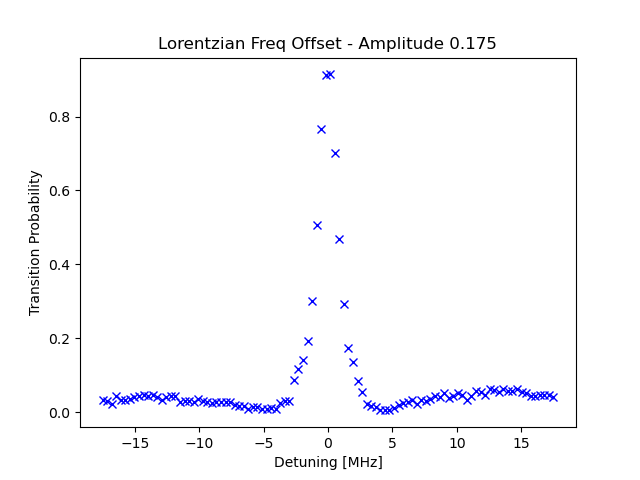 Lorentzian Freq Offset - Amplitude 0.175
Transition Probability
0.8
0.6
0.4
0.2
0.0
−15 −10 −5 0 5 10 15
Detuning [MHz]